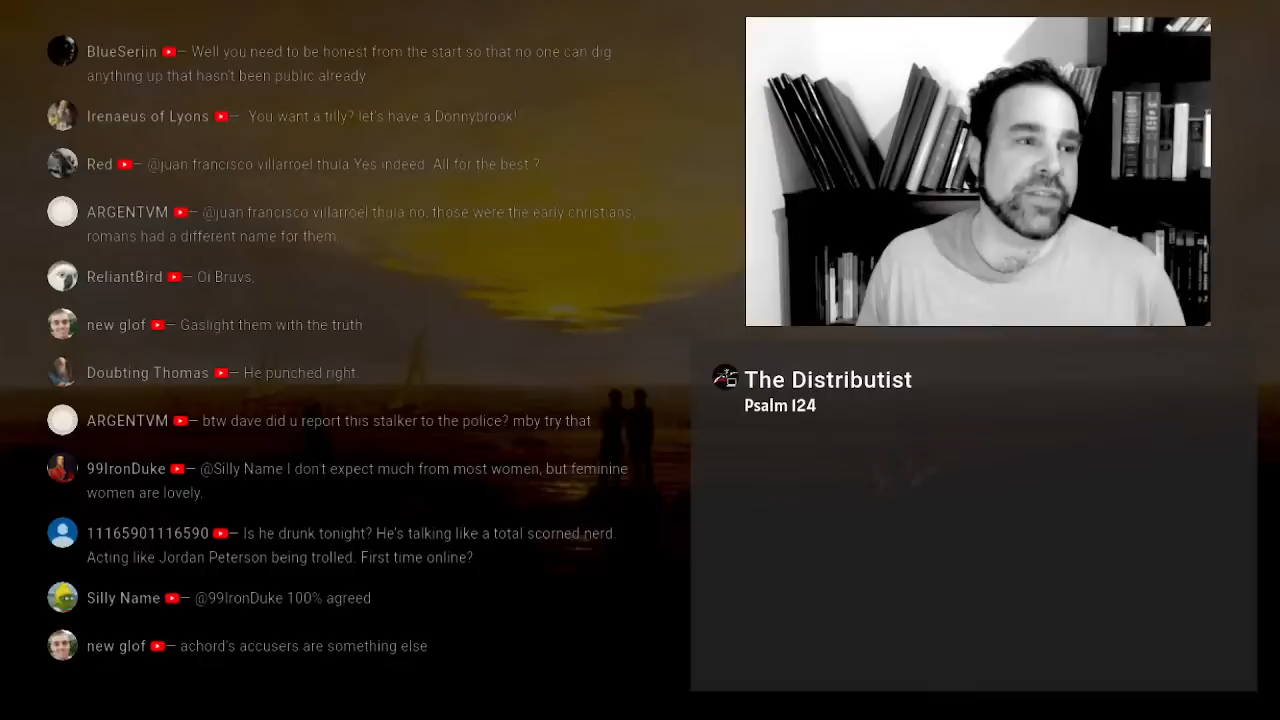 BlueSeriin — Well you need to be honest from the start so that no one can dig
anything up that hasn't been public already
Irenaeus of Lyons — You want a tilly? let's have a Donnybrook!
Red — @juan francisco villarroel thula Yes indeed. All for the best ?
ARGENTVM — @juan francisco villarroel thula no, those were the early christians,
romans had a different name for them.
ReliantBird — Oi Bruvs,
new glof — Gaslight them with the truth
Doubting Thomas — He punched right.
ARGENTVM — btw dave did u report this stalker to the police? mby try that
99IronDuke — @Silly Name I don't expect much from most women, but feminine
women are lovely.
11165901116590 — Is he drunk tonight? He's talking like a total scorned nerd.
Acting like Jordan Peterson being trolled. First time online?
Silly Name — @99IronDuke 100% agreed
new glof — achord's accusers are something else
The Distributist
Psalm 124